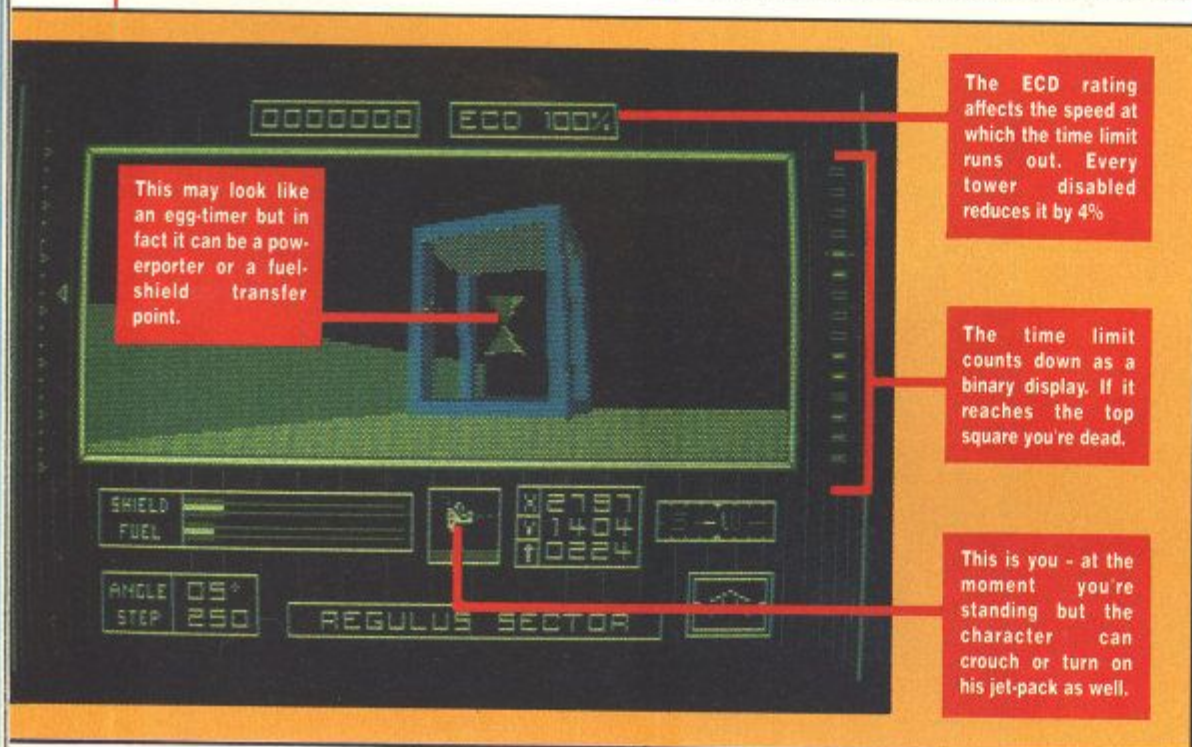 0000000
ECD 100%
The ECD rating
affects the speed at
which the time limit
runs out. Every
tower disabled
reduces it by 4%
This may look like
an egg-timer but in
fact it can be a pow-
erporter or a fuel-
shield transfer
point.
The time limit
counts down as a
binary display. If it
reaches the top
square you're dead.
SHIELD
FUEL
X 2797
Y 1404
↑ 0224
ANGLE 05°
STEP 250
REGULUS SECTOR
This is you – at the
moment you're
standing but the
character can
crouch or turn on
his jet-pack as well.